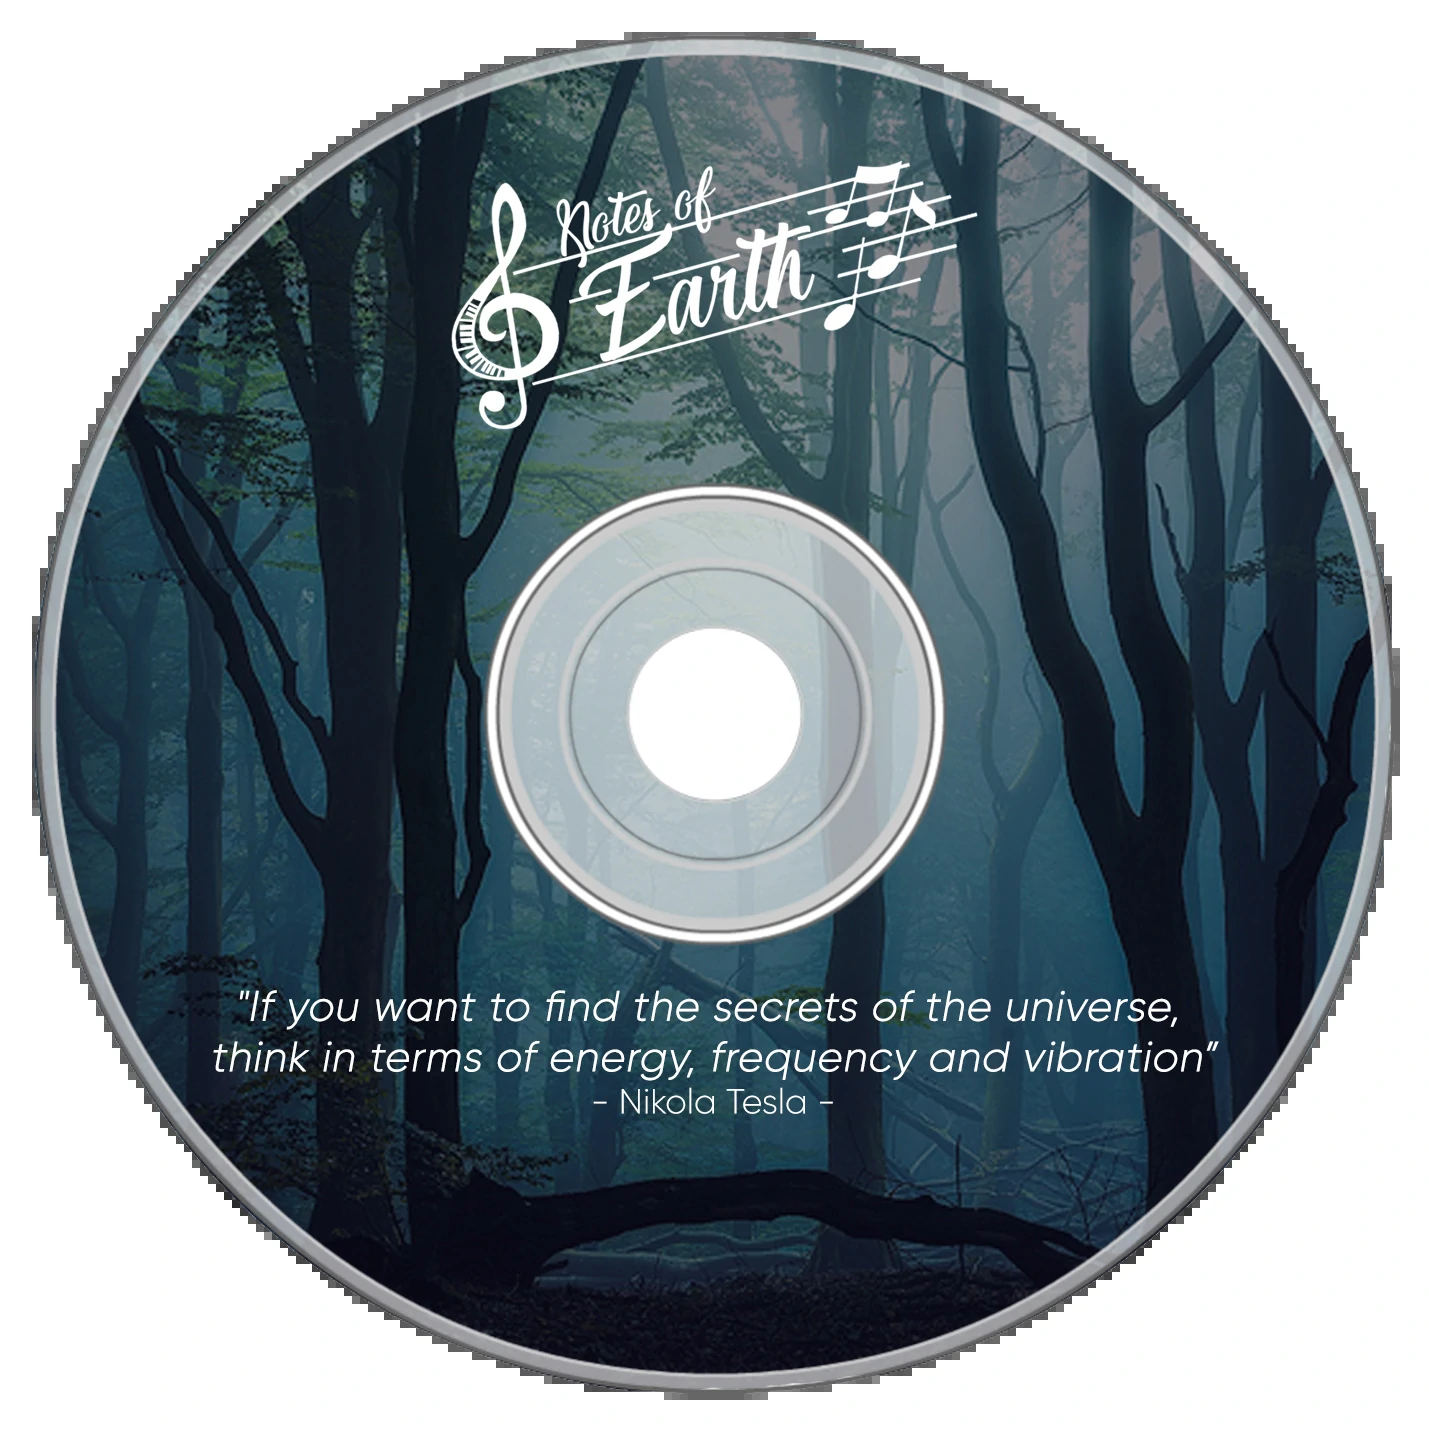 Notes of
Earth
"If you want to find the secrets of the universe,
think in terms of energy, frequency and vibration"
- Nikola Tesla -